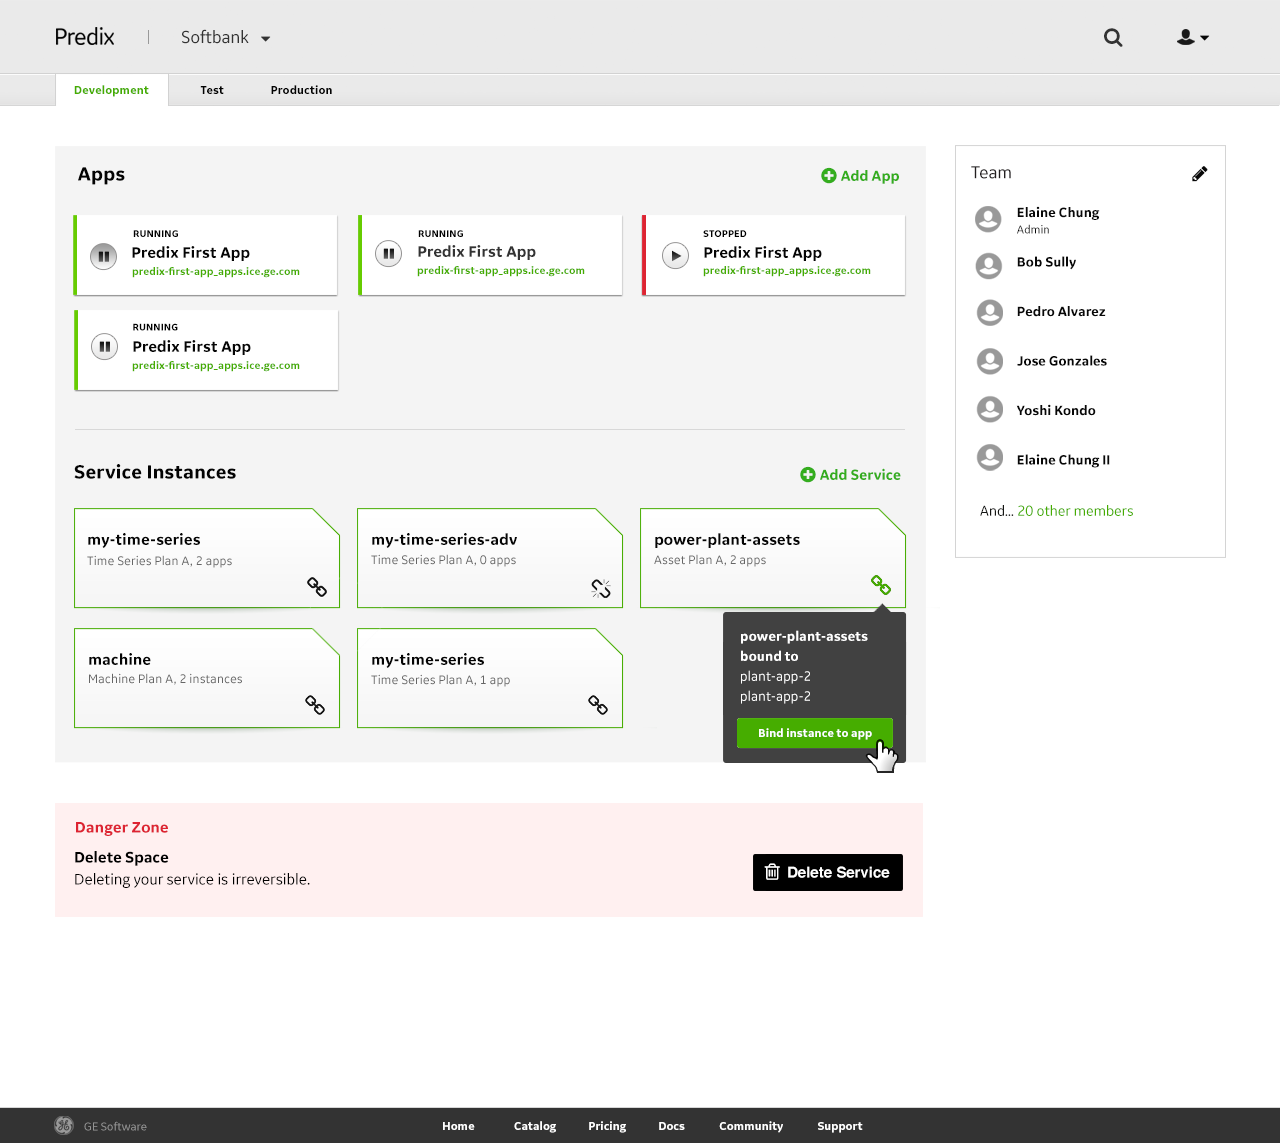 Predix
Softbank
Development
Test
Production
Apps
Add App
RUNNING
Predix First App
predix-first-app_apps.ice.ge.com
RUNNING
Predix First App
predix-first-app_apps.ice.ge.com
STOPPED
Predix First App
predix-first-app_apps.ice.ge.com
RUNNING
Predix First App
predix-first-app_apps.ice.ge.com
Service Instances
Add Service
my-time-series
Time Series Plan A, 2 apps
my-time-series-adv
Time Series Plan A, 0 apps
power-plant-assets
Asset Plan A, 2 apps
machine
Machine Plan A, 2 instances
my-time-series
Time Series Plan A, 1 app
power-plant-assets
bound to
plant-app-2
plant-app-2
Bind instance to app
Team
Elaine Chung
Admin
Bob Sully
Pedro Alvarez
Jose Gonzales
Yoshi Kondo
Elaine Chung II
And... 20 other members
Danger Zone
Delete Space
Deleting your service is irreversible.
Delete Service
GE Software
Home
Catalog
Pricing
Docs
Community
Support